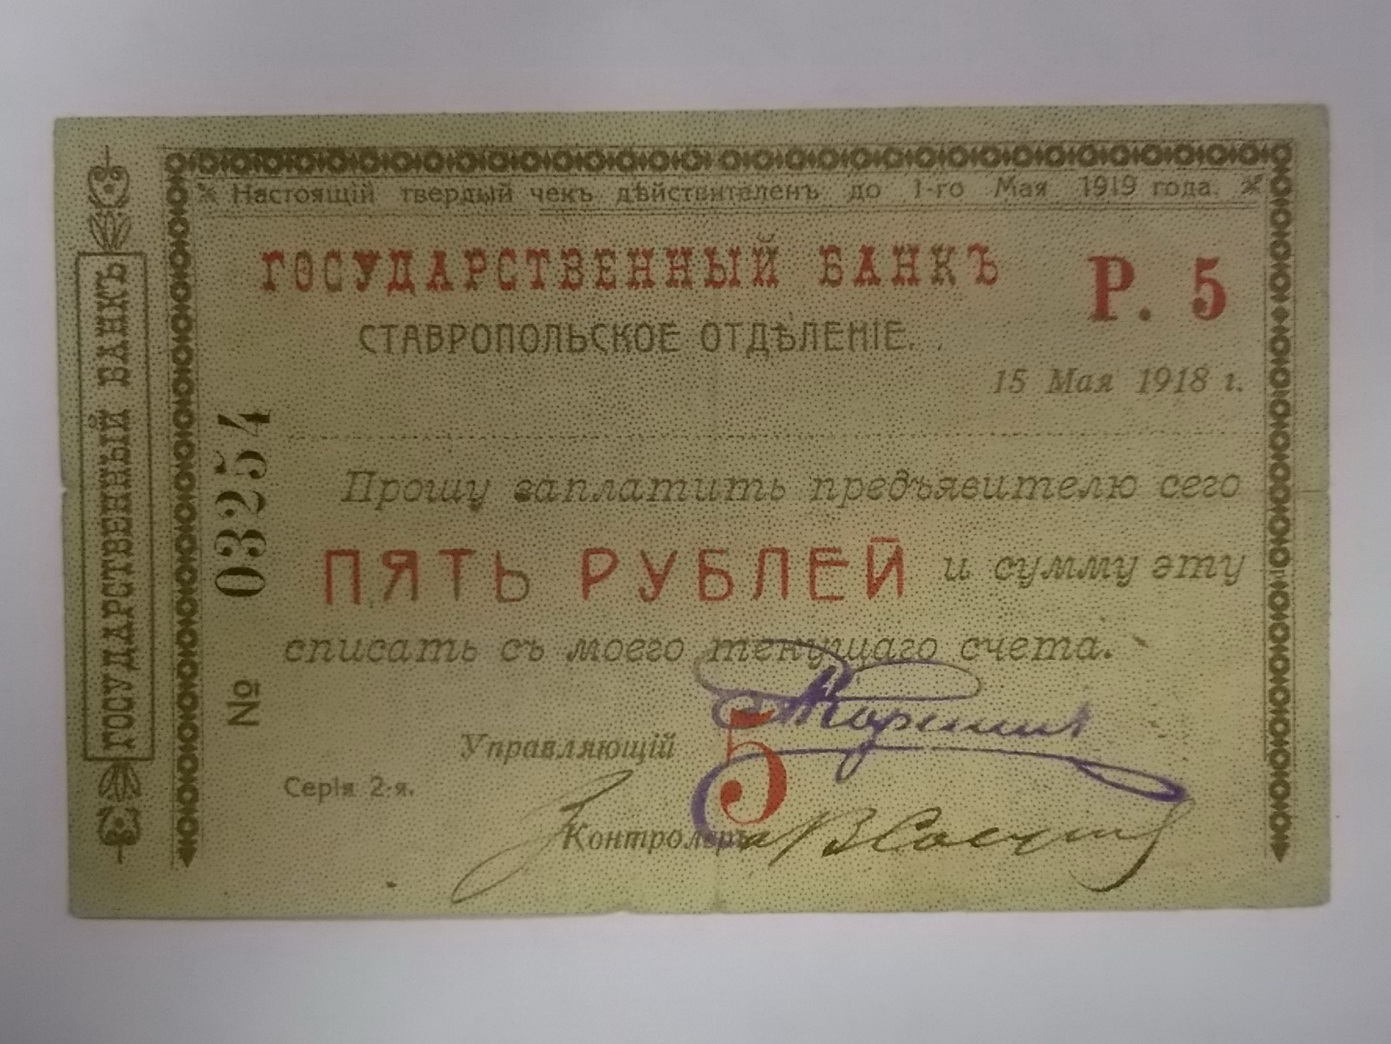 Настоящій твердый чекъ дѣйствителенъ до 1-го Мая 1919 года.
ГОСУДАРСТВЕННЫЙ БАНКЪ
Р. 5
СТАВРОПОЛЬСКОЕ ОТДѢЛЕНІЕ.
15 Мая 1918 г.
ГОСУДАРСТВЕННЫЙ БАНКЪ
№ 03254
Прошу заплатить предъявителю сего
ПЯТЬ РУБЛЕЙ и сумму эту
списать съ моего текущаго счета.
Управляющій
5
Серія 2-я.
Контролеръ